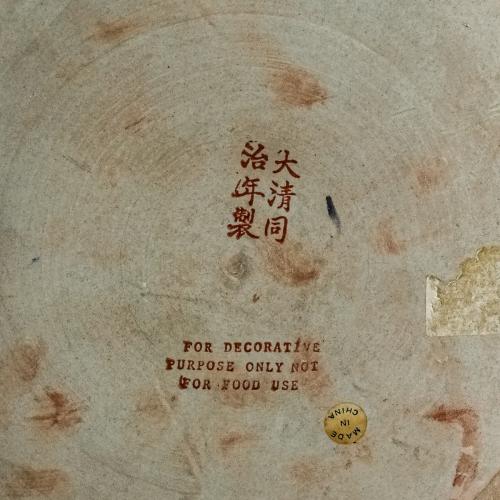 大清同
治年製
FOR DECORATIVE
PURPOSE ONLY NOT
FOR FOOD USE
MADE
IN
CHINA